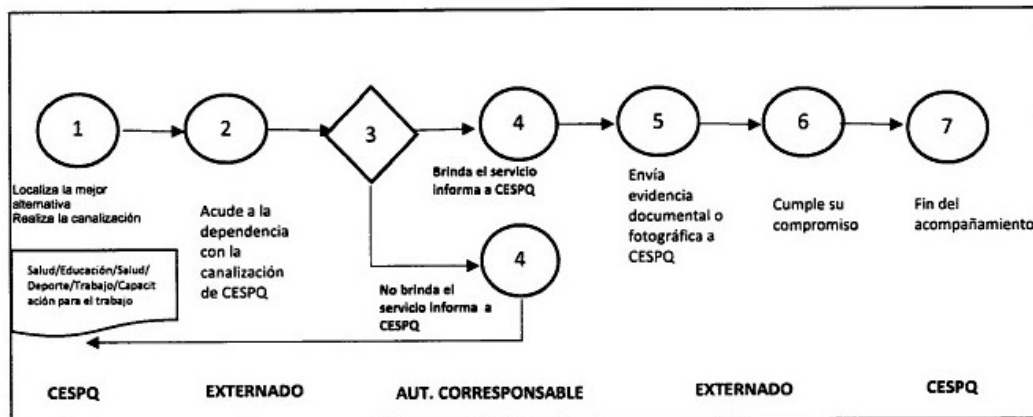 1
2
3
4
5
6
7
Localiza la mejor
alternativa
Realiza la canalización
Acude a la
dependencia
con la
canalización
de CESPQ
Brinda el servicio
informa a CESPQ
Envía
evidencia
documental o
fotográfica a
CESPQ
Cumple su
compromiso
Fin del
acompañamiento
Salud/Educación/Salud/
Deporte/Trabajo/Capacit
ación para el trabajo
4
No brinda el
servicio informa a
CESPQ
CESPQ
EXTERNADO
AUT. CORRESPONSABLE
EXTERNADO
CESPQ